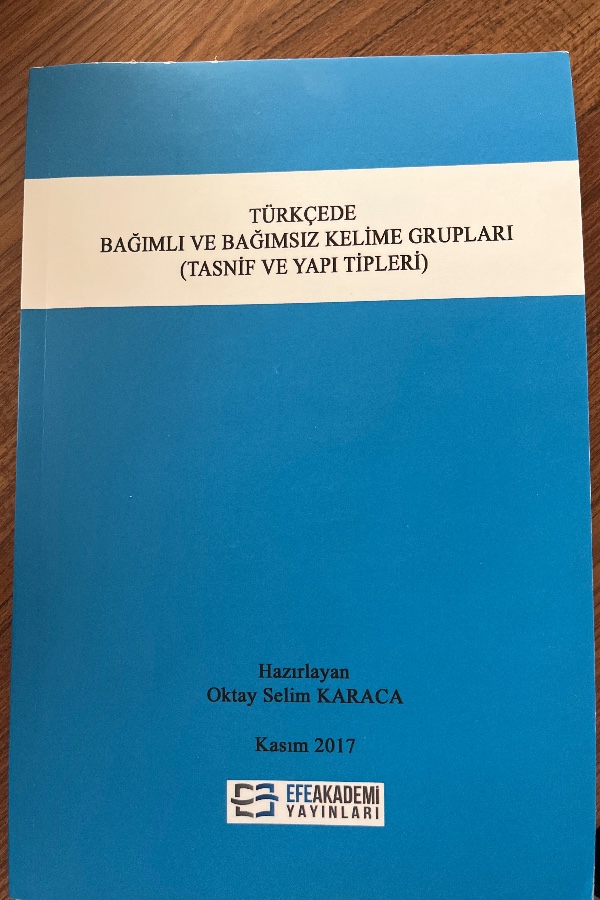 TÜRKÇEDE
BAĞIMLI VE BAĞIMSIZ KELİME GRUPLARI
(TASNİF VE YAPI TİPLERİ)
Hazırlayan
Oktay Selim KARACA
Kasım 2017
EFEAKADEMİ
YAYINLARI